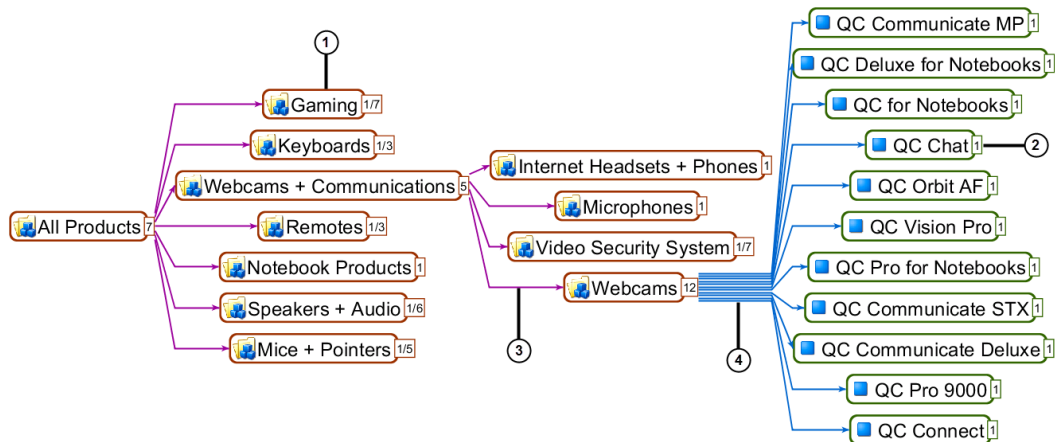 1
Gaming 1/7
Keyboards 1/3
Webcams + Communications 5
All Products 7
Remotes 1/3
Notebook Products 1
Speakers + Audio 1/6
Mice + Pointers 1/5
Internet Headsets + Phones 1
Microphones 1
Video Security System 1/7
Webcams 12
3
4
QC Communicate MP 1
QC Deluxe for Notebooks 1
QC for Notebooks 1
QC Chat 1
2
QC Orbit AF 1
QC Vision Pro 1
QC Pro for Notebooks 1
QC Communicate STX 1
QC Communicate Deluxe 1
QC Pro 9000 1
QC Connect 1